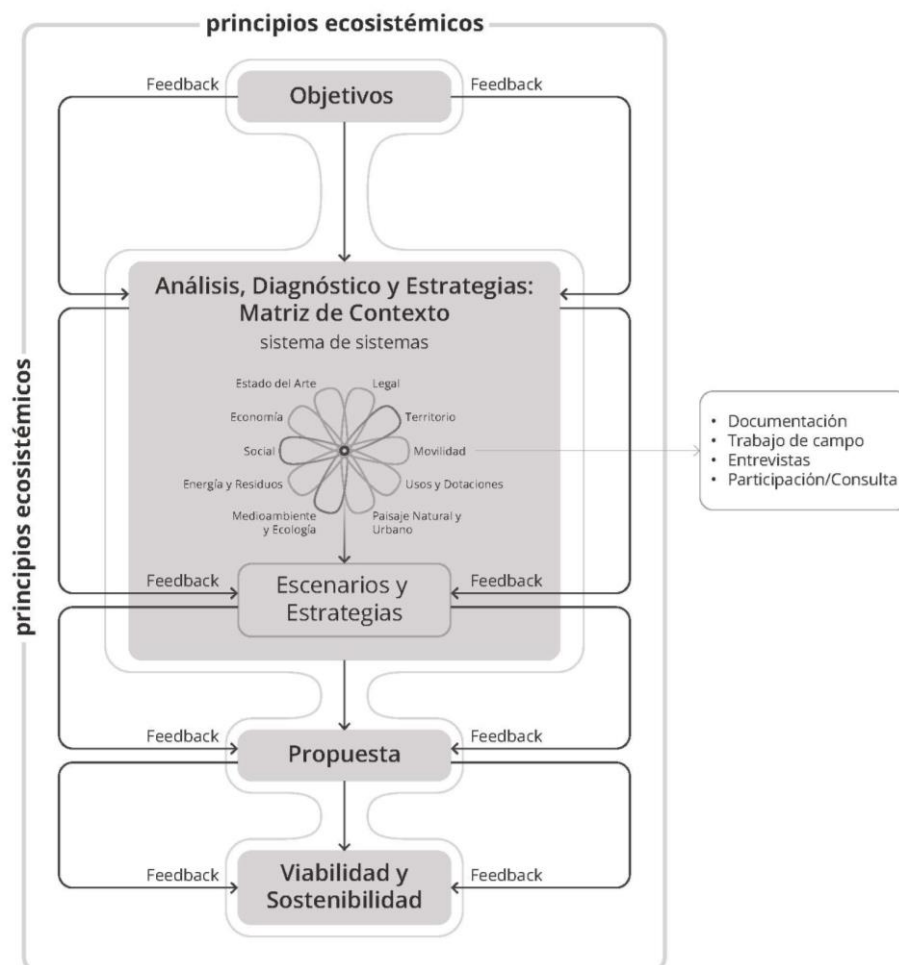 principios ecosistémicos
Feedback
Objetivos
Feedback
principios ecosistémicos
Análisis, Diagnóstico y Estrategias:
Matriz de Contexto
sistema de sistemas
Estado del Arte
Legal
Economía
Territorio
Social
Movilidad
Energía y Residuos
Usos y Dotaciones
Medioambiente
y Ecología
Paisaje Natural y
Urbano
• Documentación
• Trabajo de campo
• Entrevistas
• Participación/Consulta
Feedback
Escenarios y
Estrategias
Feedback
Feedback
Propuesta
Feedback
Feedback
Viabilidad y
Sostenibilidad
Feedback